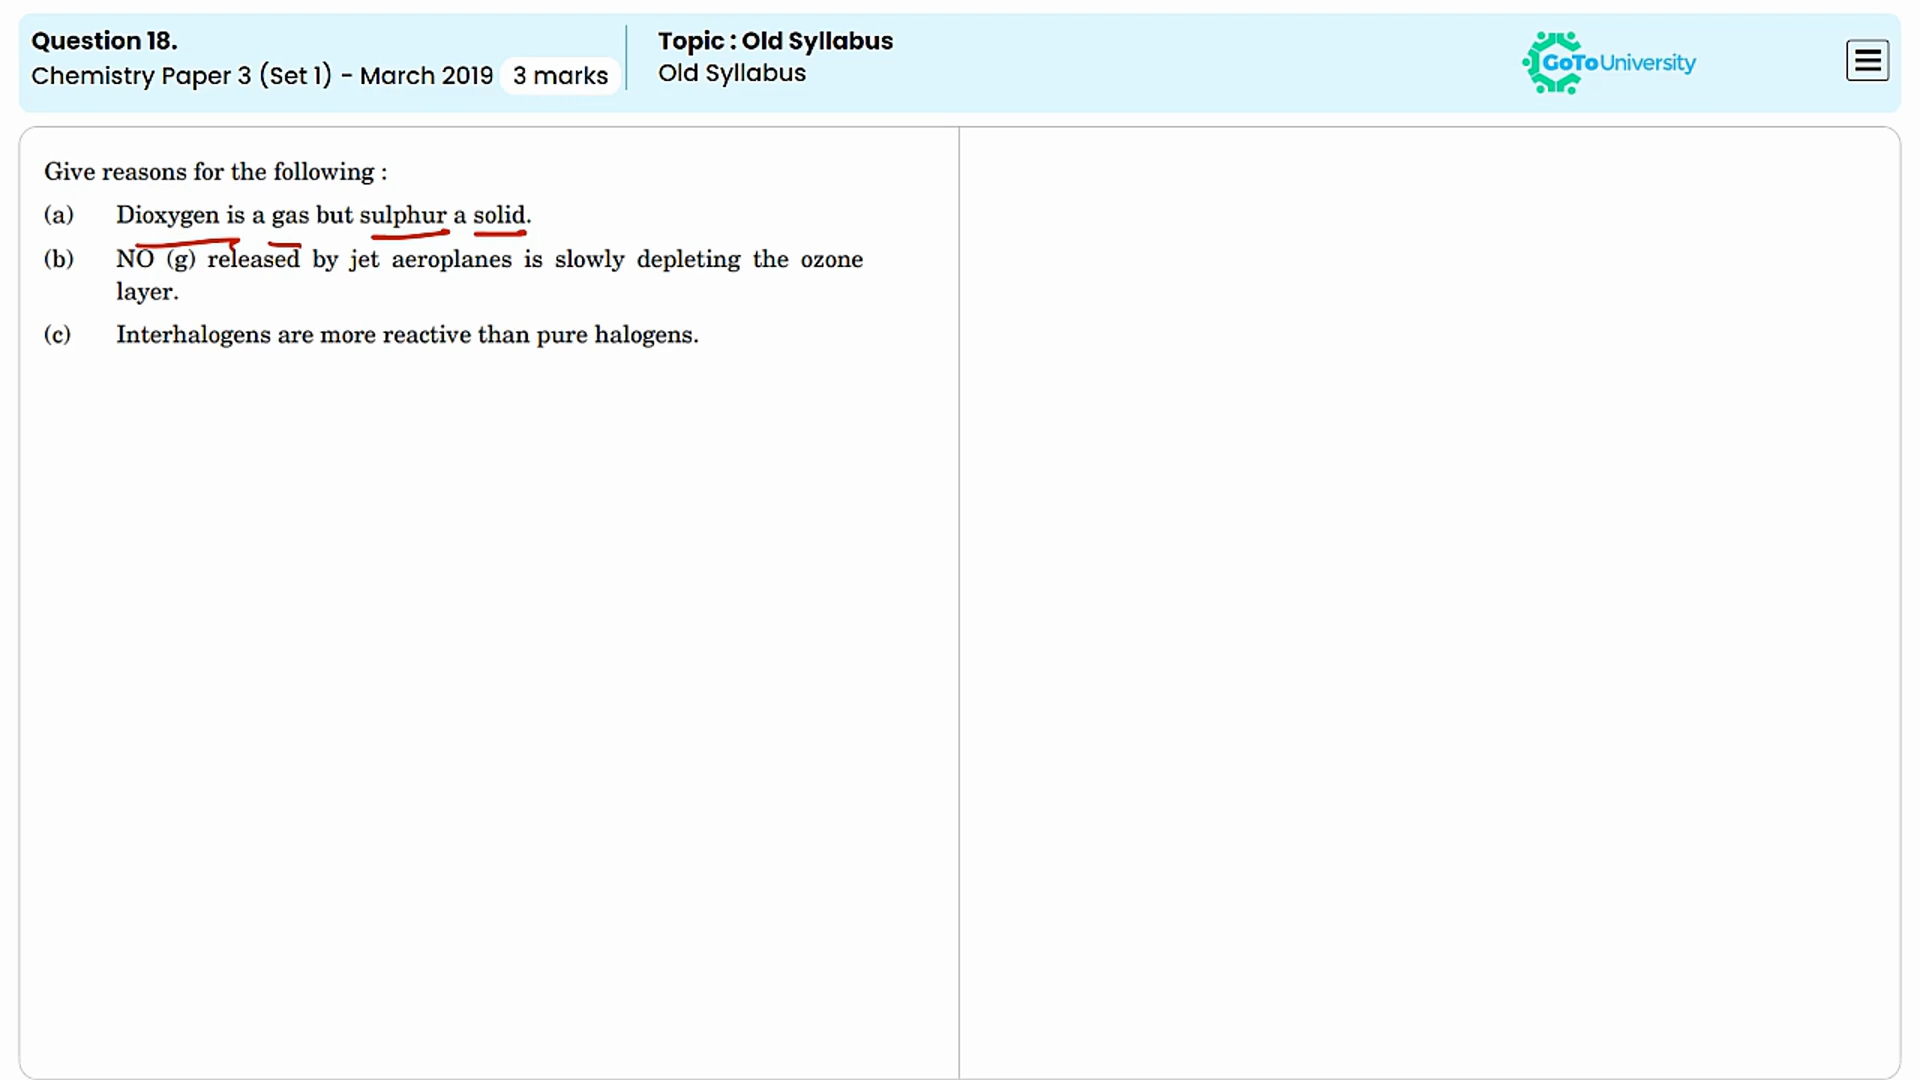 Question 18.
Chemistry Paper 3 (Set 1) - March 2019 3 marks
Topic : Old Syllabus
Old Syllabus
GoToUniversity
Give reasons for the following :
(a) Dioxygen is a gas but sulphur a solid.
(b) NO (g) released by jet aeroplanes is slowly depleting the ozone
layer.
(c) Interhalogens are more reactive than pure halogens.